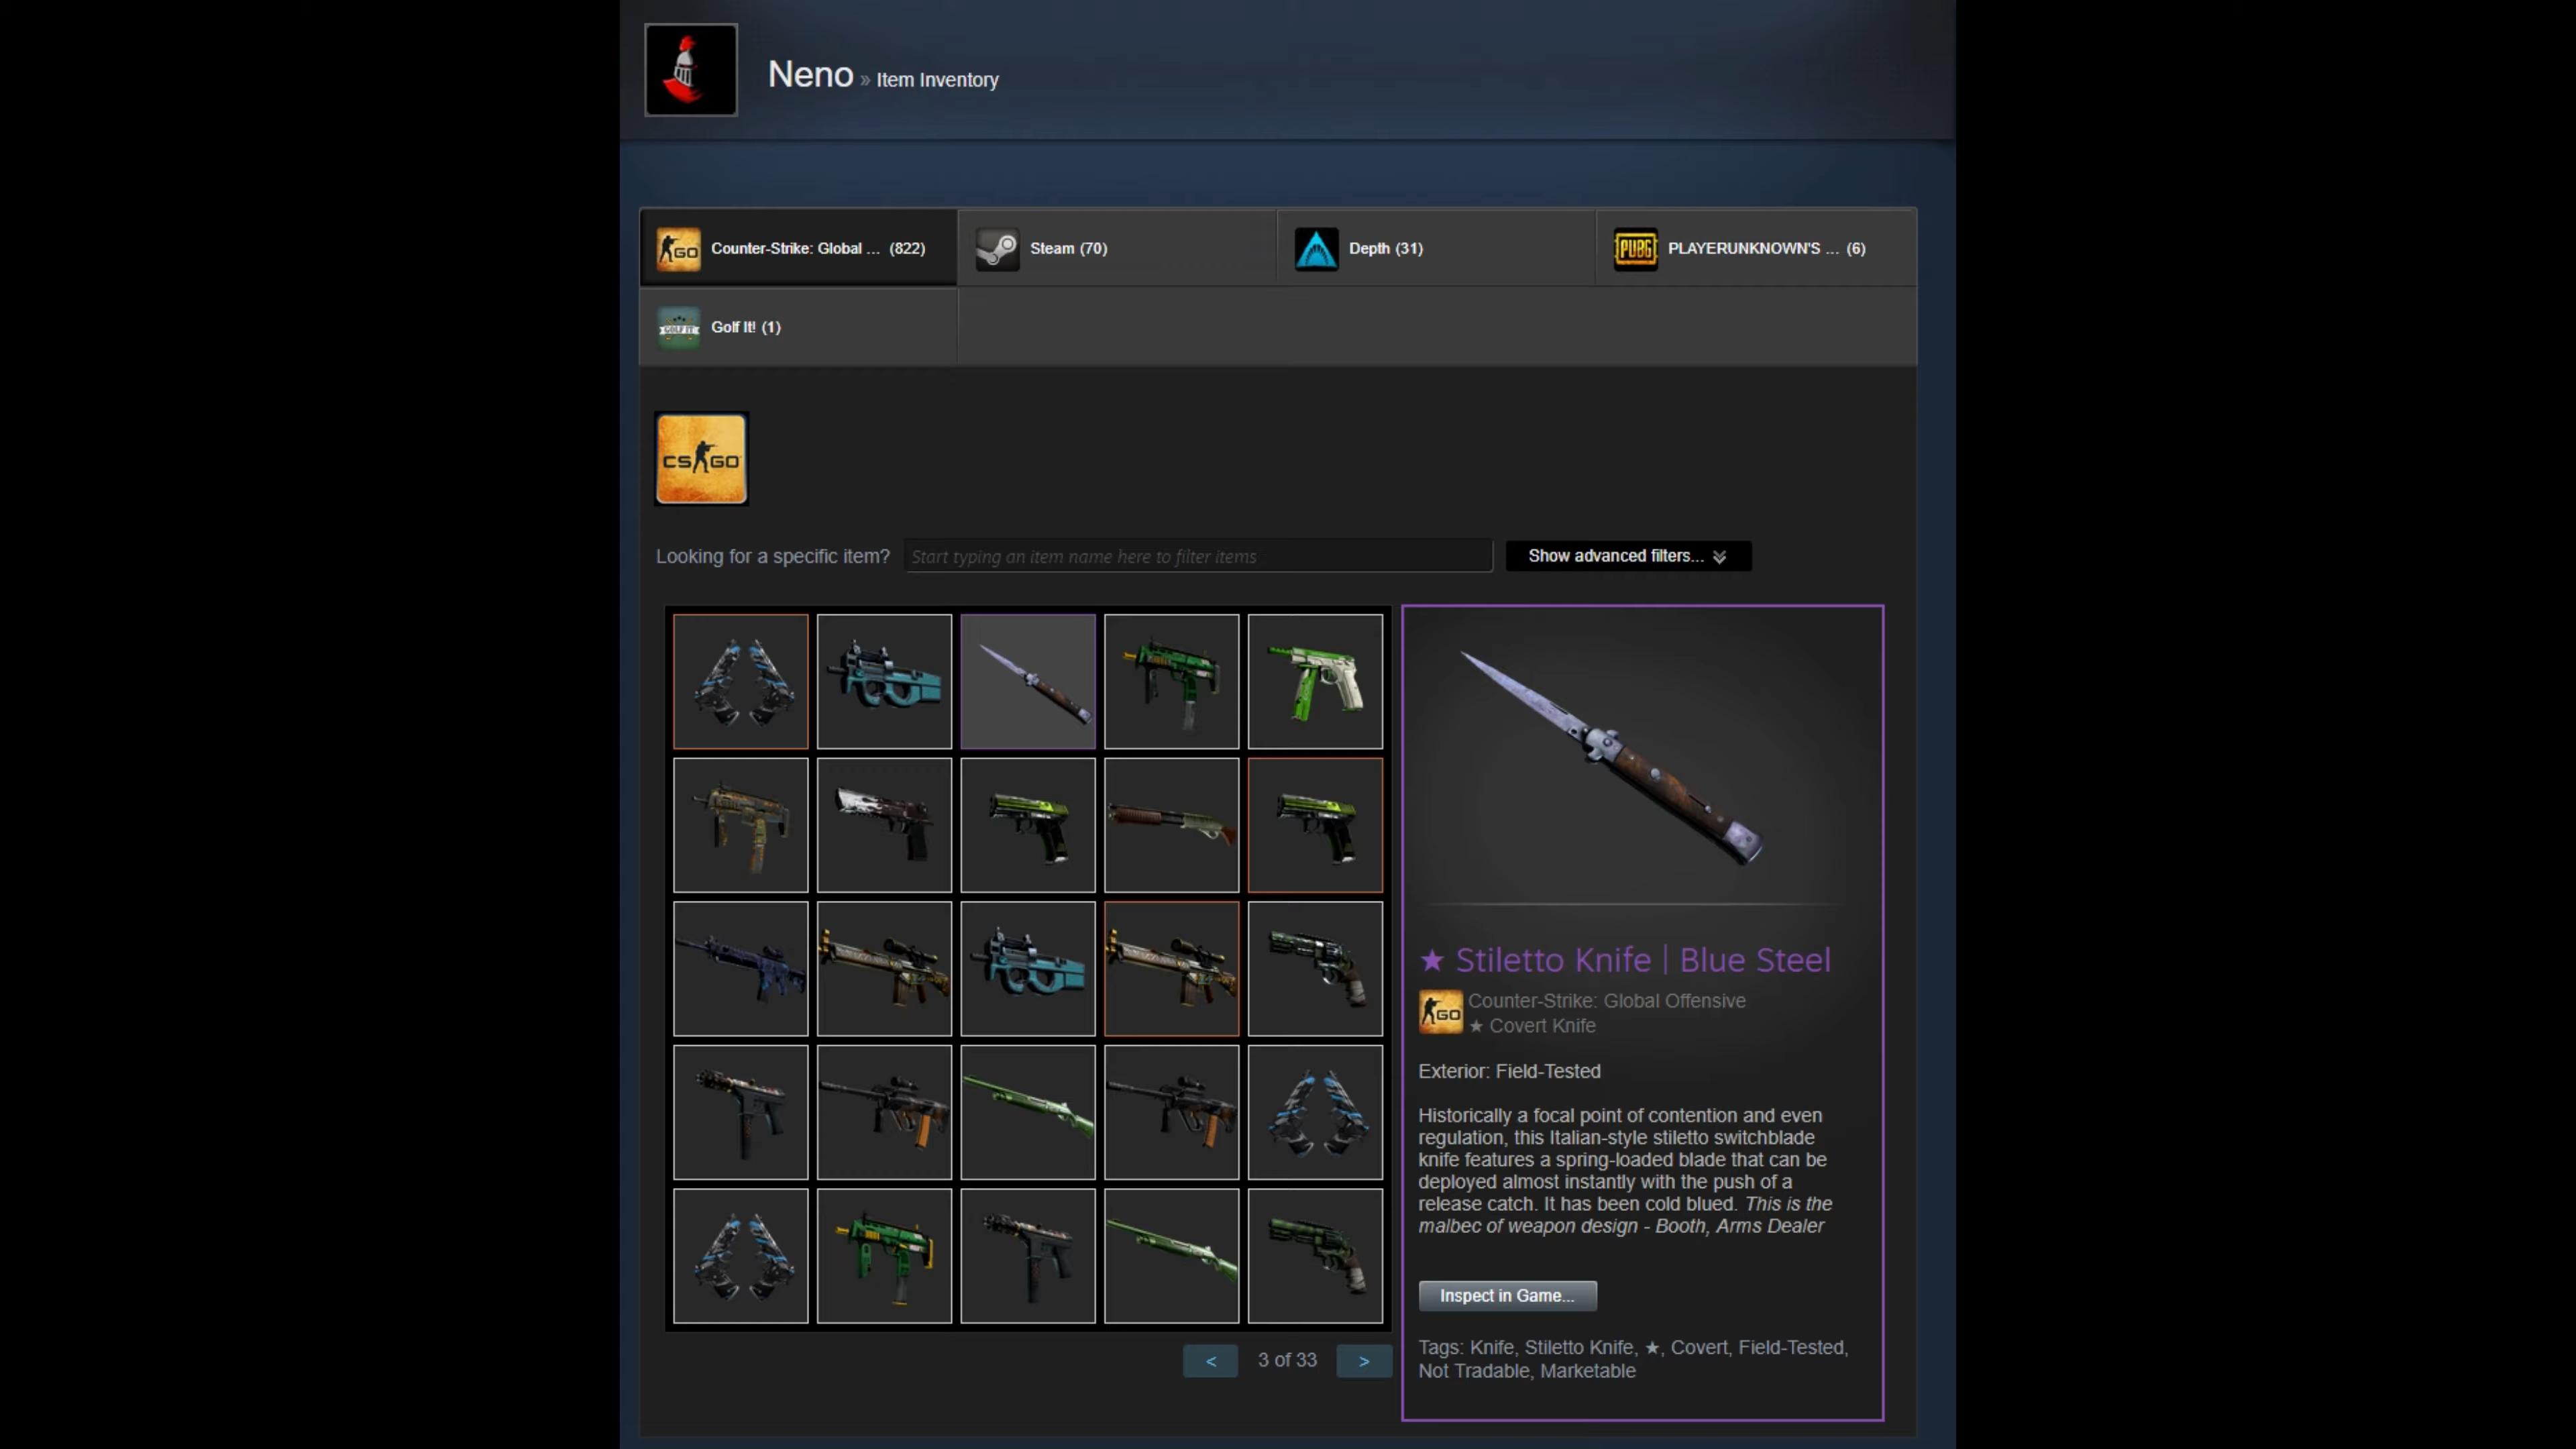 Neno » Item Inventory
GO Counter-Strike: Global ... (822)
Steam (70)
Depth (31)
PUBG PLAYERUNKNOWN'S ... (6)
GOLF IT Golf It! (1)
CS GO
Looking for a specific item? Start typing an item name here to filter items Show advanced filters...
★ Stiletto Knife | Blue Steel
GO Counter-Strike: Global Offensive
★ Covert Knife
Exterior: Field-Tested
Historically a focal point of contention and even
regulation, this Italian-style stiletto switchblade
knife features a spring-loaded blade that can be
deployed almost instantly with the push of a
release catch. It has been cold blued. This is the
malbec of weapon design - Booth, Arms Dealer
Inspect in Game...
Tags: Knife, Stiletto Knife, ★, Covert, Field-Tested,
Not Tradable, Marketable
< 3 of 33 >